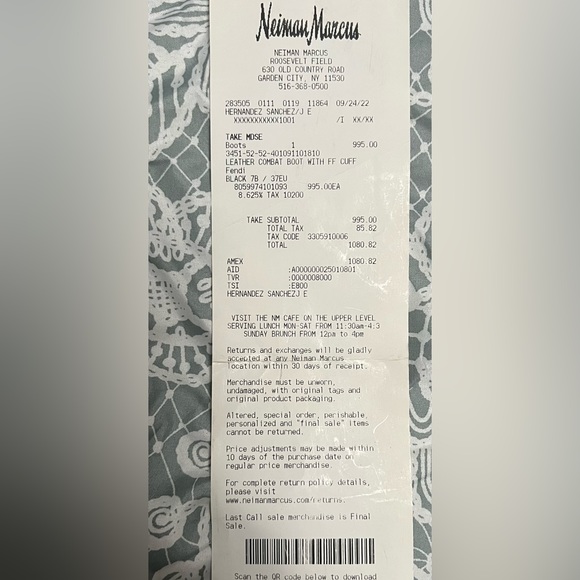 Neiman Marcus
NEIMAN MARCUS
ROOSEVELT FIELD
630 OLD COUNTRY ROAD
GARDEN CITY, NY 11530
516-368-0500
283505 0111 0119 11864 09/24/22
HERNANDEZ SANCHEZ/J E
XXXXXXXXXXX1001 /I XX/XX
TAKE MDSE
Boots 1 995.00
3451-52-52-401091101810
LEATHER COMBAT BOOT WITH FF CUFF
Fendi
BLACK 7B / 37EU
8059974101093 995.00EA
8.625% TAX 10200
TAKE SUBTOTAL 995.00
TOTAL TAX 85.82
TAX CODE 3305910006
TOTAL 1080.82
AMEX 1080.82
AID :A000000025010801
TVR :0000008000
TSI :E800
HERNANDEZ SANCHEZJ E
VISIT THE NM CAFE ON THE UPPER LEVEL
SERVING LUNCH MON-SAT FROM 11:30am-4:3
SUNDAY BRUNCH FROM 12pm to 4pm
Returns and exchanges will be gladly
accepted at any Neiman Marcus
location within 30 days of receipt.
Merchandise must be unworn,
undamaged, with original tags and
original product packaging.
Altered, special order, perishable,
personalized and "final sale" items
cannot be returned.
Price adjustments may be made within
10 days of the purchase date on
regular price merchandise.
For complete return policy details,
please visit
www.neimanmarcus.com/returns.
Last Call sale merchandise is Final
Sale.
Scan the QR code below to download